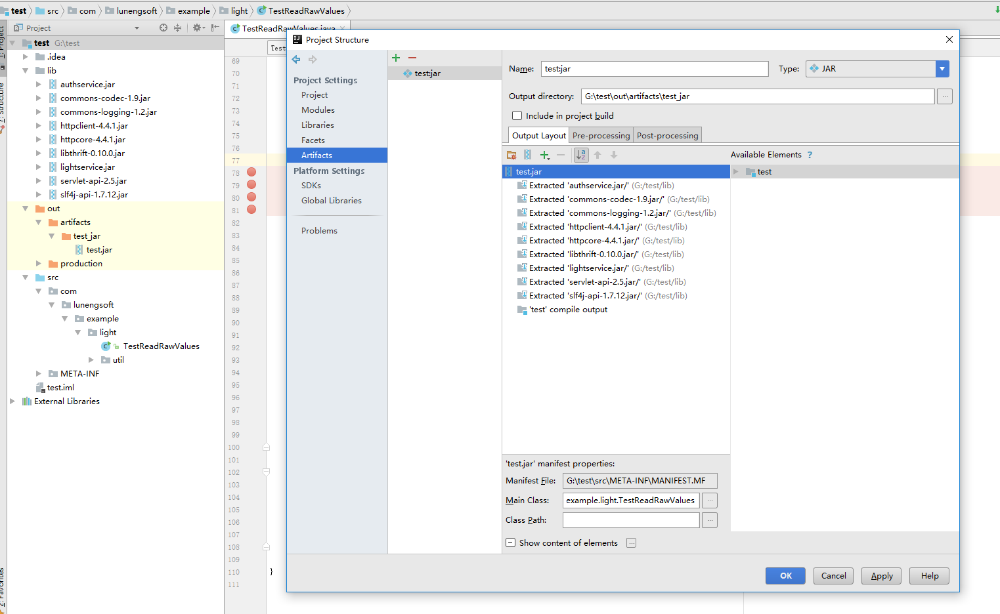 test src com lunengsoft example light TestReadRawValues
Project
TestReadRawValues.java
test G:\test
.idea
lib
authservice.jar
commons-codec-1.9.jar
commons-logging-1.2.jar
httpclient-4.4.1.jar
httpcore-4.4.1.jar
libthrift-0.10.0.jar
lightservice.jar
servlet-api-2.5.jar
slf4j-api-1.7.12.jar
out
artifacts
test_jar
test.jar
production
src
com
lunengsoft
example
light
TestReadRawValues
util
META-INF
test.iml
External Libraries
1: Project
Z: Structure
2: Favorites
Test
69
70
71
72
73
74
75
76
77
78
79
80
81
82
83
84
85
86
87
88
89
90
91
92
93
94
95
96
97
98
99
100
101
102
103
104
105
106
107
108
109
110 }
111
Project Structure
Project Settings
Project
Modules
Libraries
Facets
Artifacts
Platform Settings
SDKs
Global Libraries
Problems
test:jar
Name: test:jar Type: JAR
Output directory: G:\test\out\artifacts\test_jar ...
Include in project build
Output Layout Pre-processing Post-processing
Available Elements ?
test.jar
Extracted 'authservice.jar/' (G:/test/lib)
Extracted 'commons-codec-1.9.jar/' (G:/test/lib)
Extracted 'commons-logging-1.2.jar/' (G:/test/lib)
Extracted 'httpclient-4.4.1.jar/' (G:/test/lib)
Extracted 'httpcore-4.4.1.jar/' (G:/test/lib)
Extracted 'libthrift-0.10.0.jar/' (G:/test/lib)
Extracted 'lightservice.jar/' (G:/test/lib)
Extracted 'servlet-api-2.5.jar/' (G:/test/lib)
Extracted 'slf4j-api-1.7.12.jar/' (G:/test/lib)
'test' compile output
test
'test.jar' manifest properties:
Manifest File: G:\test\src\META-INF\MANIFEST.MF
Main Class: example.light.TestReadRawValues ...
Class Path: ...
Show content of elements ...
OK Cancel Apply Help